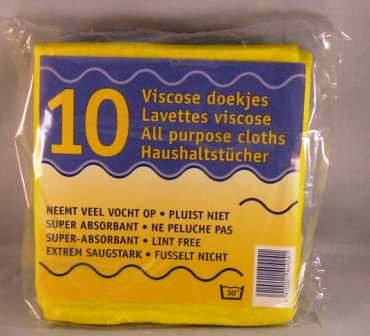 10
Viscose doekjes
Lavettes viscose
All purpose cloths
Haushaltstücher
NEEMT VEEL VOCHT OP • PLUIST NIET
SUPER ABSORBANT • NE PELUCHE PAS
SUPER-ABSORBANT • LINT FREE
EXTREM SAUGSTARK • FUSSELT NICHT
30°